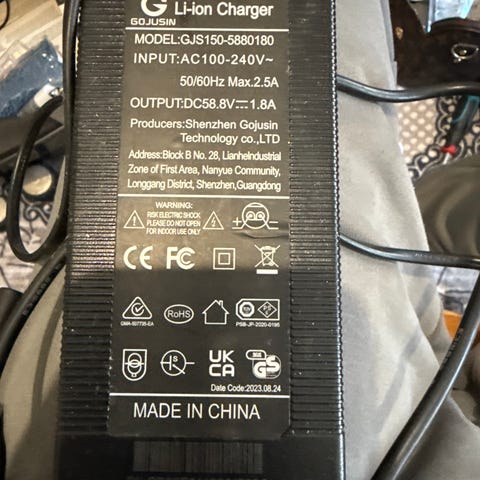 G Li-ion Charger
GOJUSIN
MODEL:GJS150-5880180
INPUT:AC100-240V~
50/60Hz Max.2.5A
OUTPUT:DC58.8V⎓1.8A
Producers:Shenzhen Gojusin
Technology co.,LTD
Address:Block B No. 28, LianheIndustrial
Zone of First Area, Nanyue Community,
Longgang District, Shenzhen,Guangdong
WARNING:
RISK ELECTRIC SHOCK
PLEASE DO NOT OPEN
FOR INDOOR USE ONLY
CE FC
RoHS
GMA-507735-EA
PSB-JP-2020-0195
S UK CA GS
Date Code:2023.08.24
MADE IN CHINA